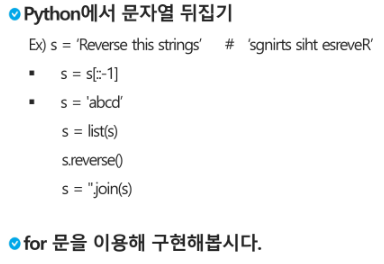 Python에서 문자열 뒤집기
Ex) s = 'Reverse this strings'   #  'sgnirts siht esreveR'
▪ s = s[::-1]
▪ s = 'abcd'
s = list(s)
s.reverse()
s = ''.join(s)
for 문을 이용해 구현해봅시다.